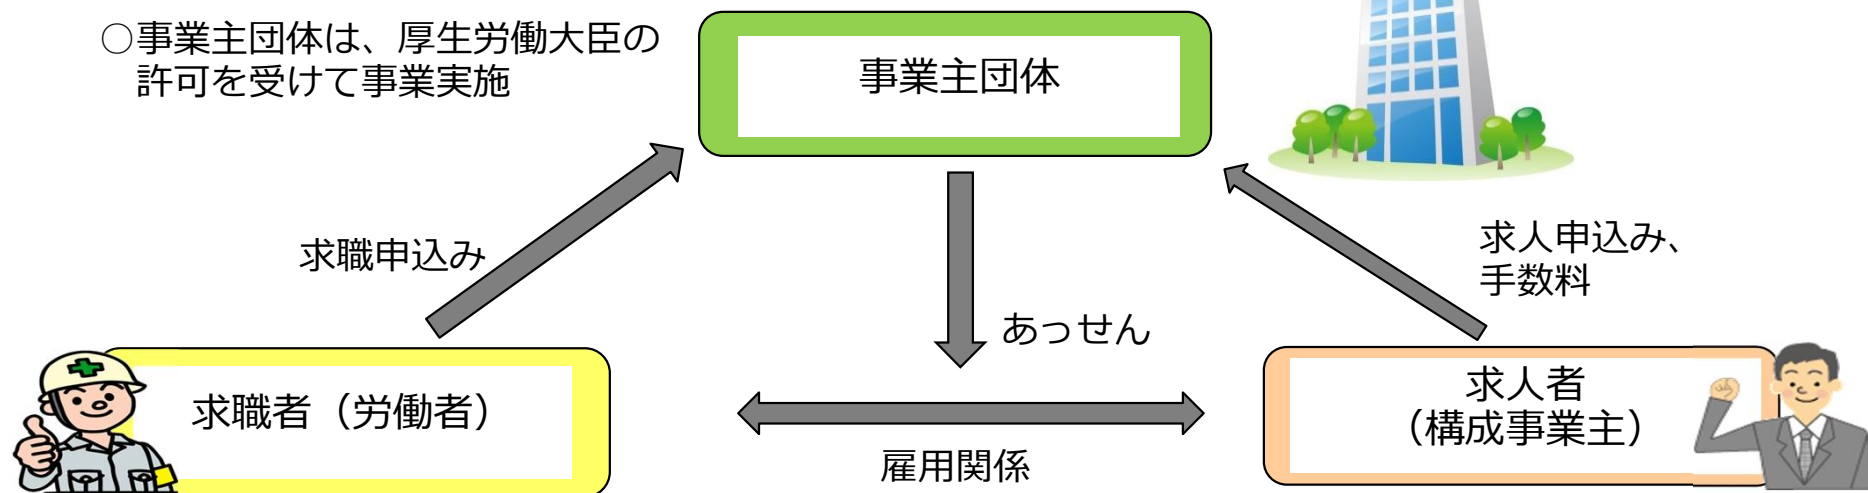 ○事業主団体は、厚生労働大臣の
許可を受けて事業実施
事業主団体
求職申込み
求人申込み、
手数料
あっせん
求職者（労働者）
求人者
（構成事業主）
雇用関係